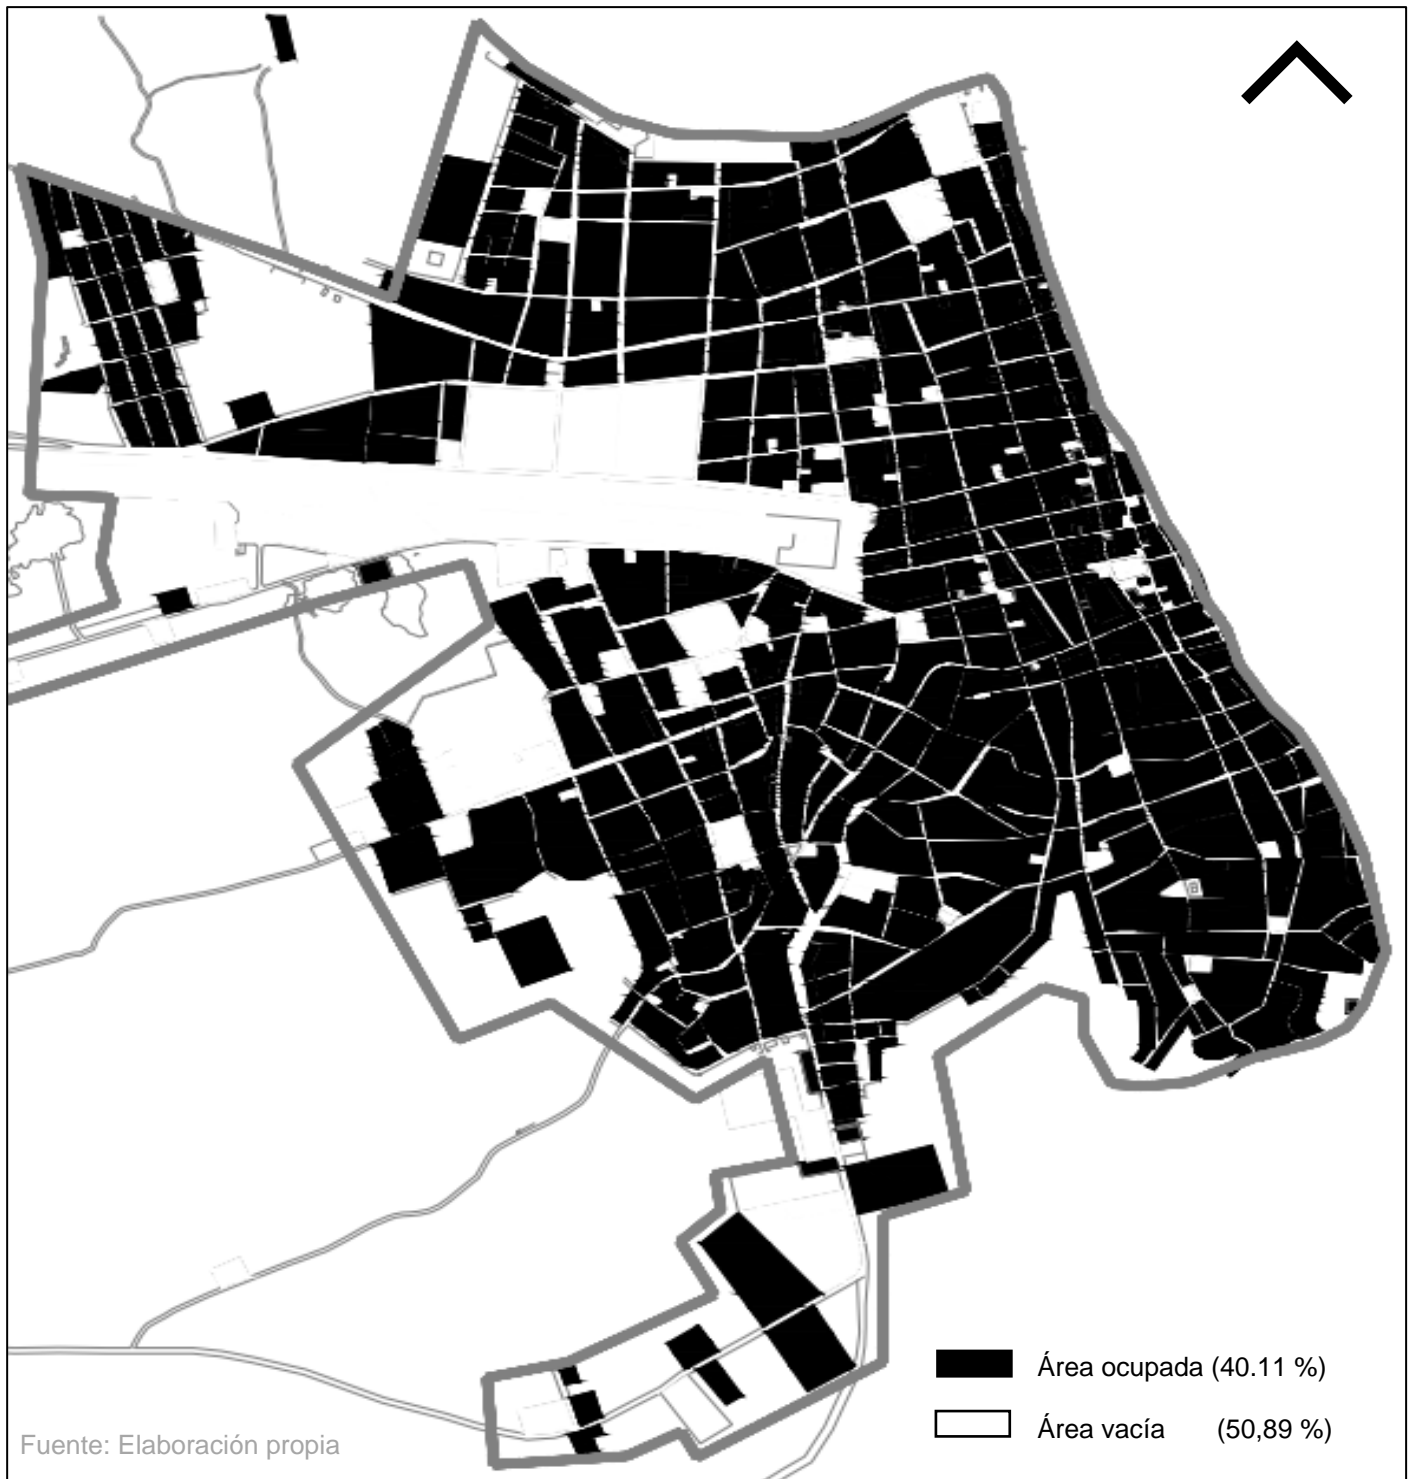 Área ocupada (40.11 %)
Área vacía (50,89 %)
Fuente: Elaboración propia